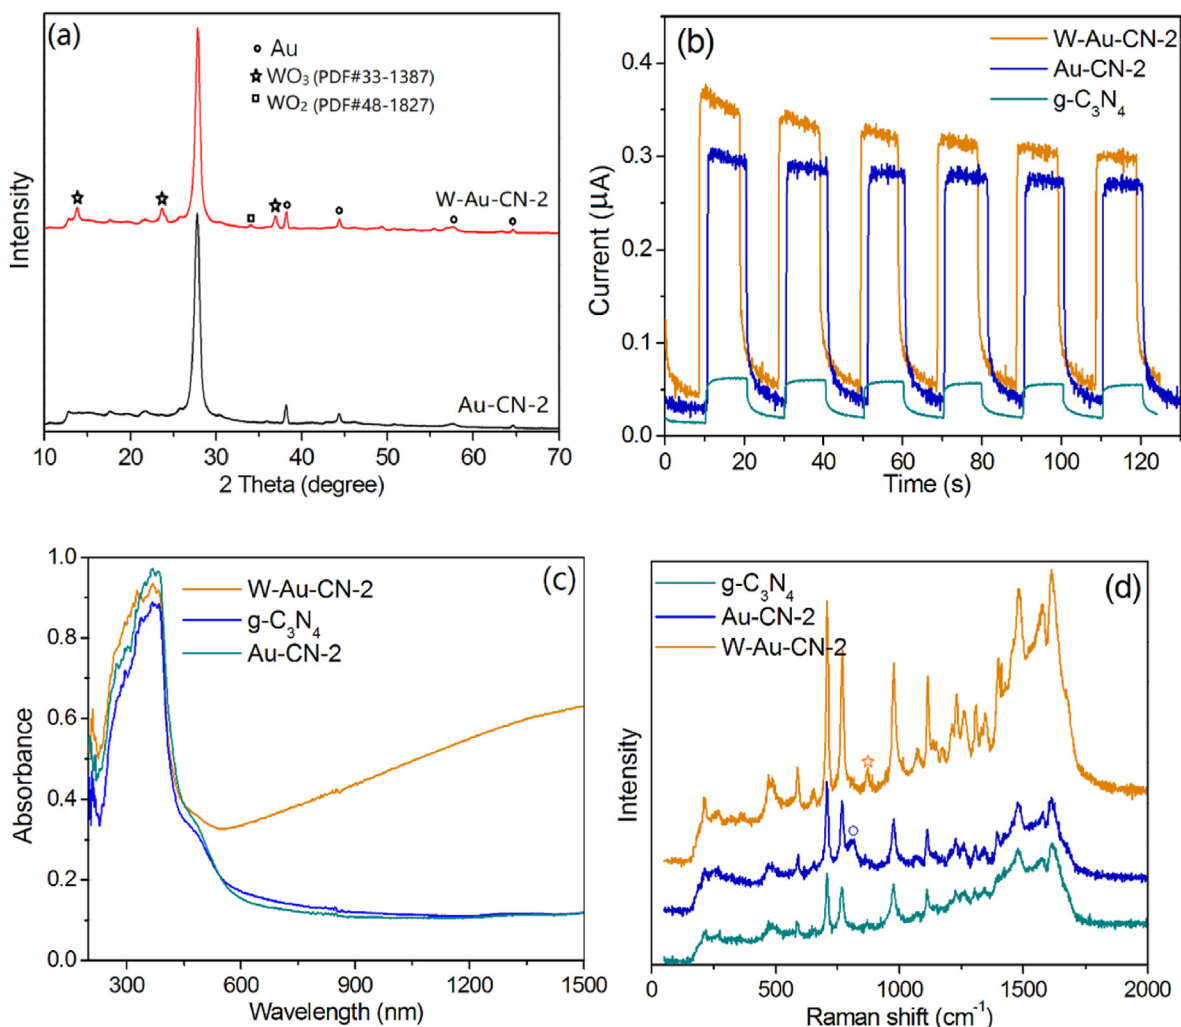 (a)
Au
WO₃ (PDF#33-1387)
WO₂ (PDF#48-1827)
W-Au-CN-2
Au-CN-2
Intensity
10 20 30 40 50 60 70
2 Theta (degree)
(b)
W-Au-CN-2
Au-CN-2
g-C₃N₄
0.4
0.3
0.2
0.1
0.0
Current (μA)
0 20 40 60 80 100 120
Time (s)
(c)
W-Au-CN-2
g-C₃N₄
Au-CN-2
1.0
0.8
0.6
0.4
0.2
0.0
Absorbance
300 600 900 1200 1500
Wavelength (nm)
(d)
g-C₃N₄
Au-CN-2
W-Au-CN-2
Intensity
0 500 1000 1500 2000
Raman shift (cm⁻¹)